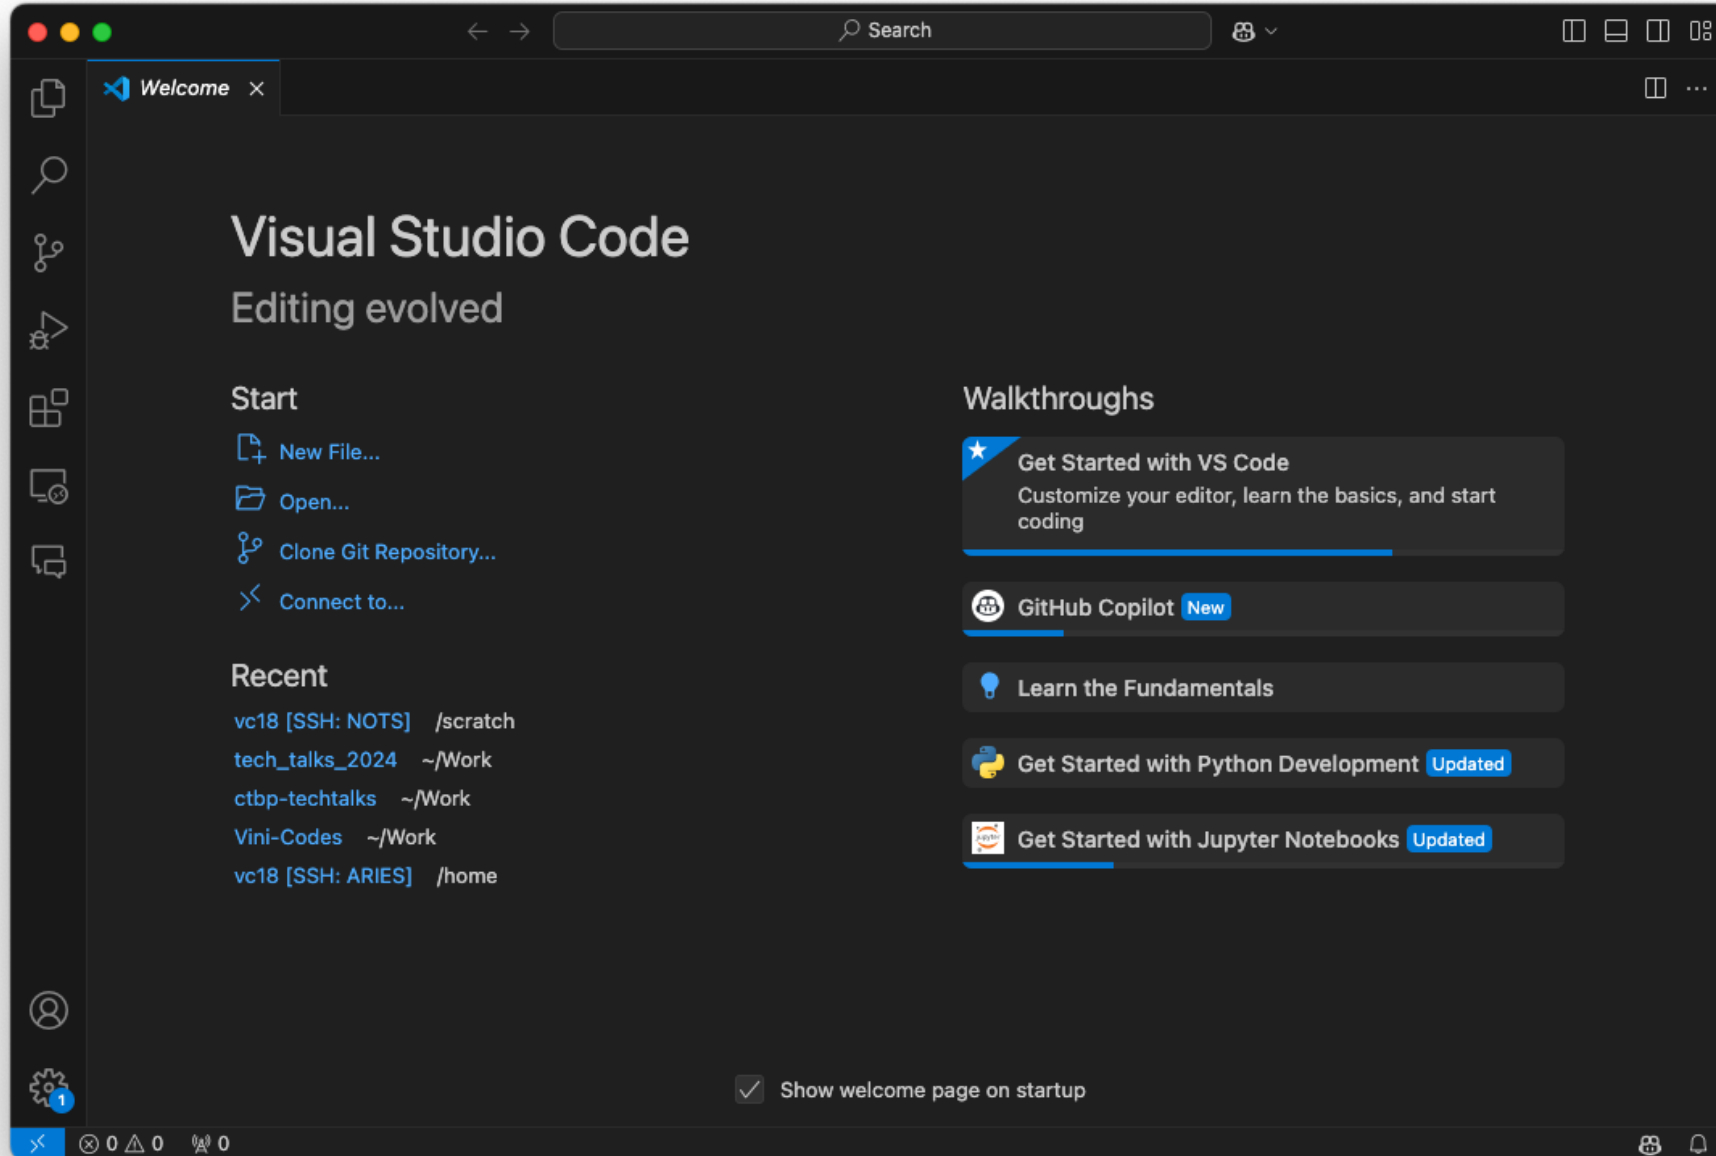 Search
Welcome
Visual Studio Code
Editing evolved
Start
New File...
Open...
Clone Git Repository...
Connect to...
Recent
vc18 [SSH: NOTS] /scratch
tech_talks_2024 ~/Work
ctbp-techtalks ~/Work
Vini-Codes ~/Work
vc18 [SSH: ARIES] /home
Walkthroughs
Get Started with VS Code
Customize your editor, learn the basics, and start
coding
GitHub Copilot New
Learn the Fundamentals
Get Started with Python Development Updated
jupyter
Get Started with Jupyter Notebooks Updated
Show welcome page on startup
1
0 0 0